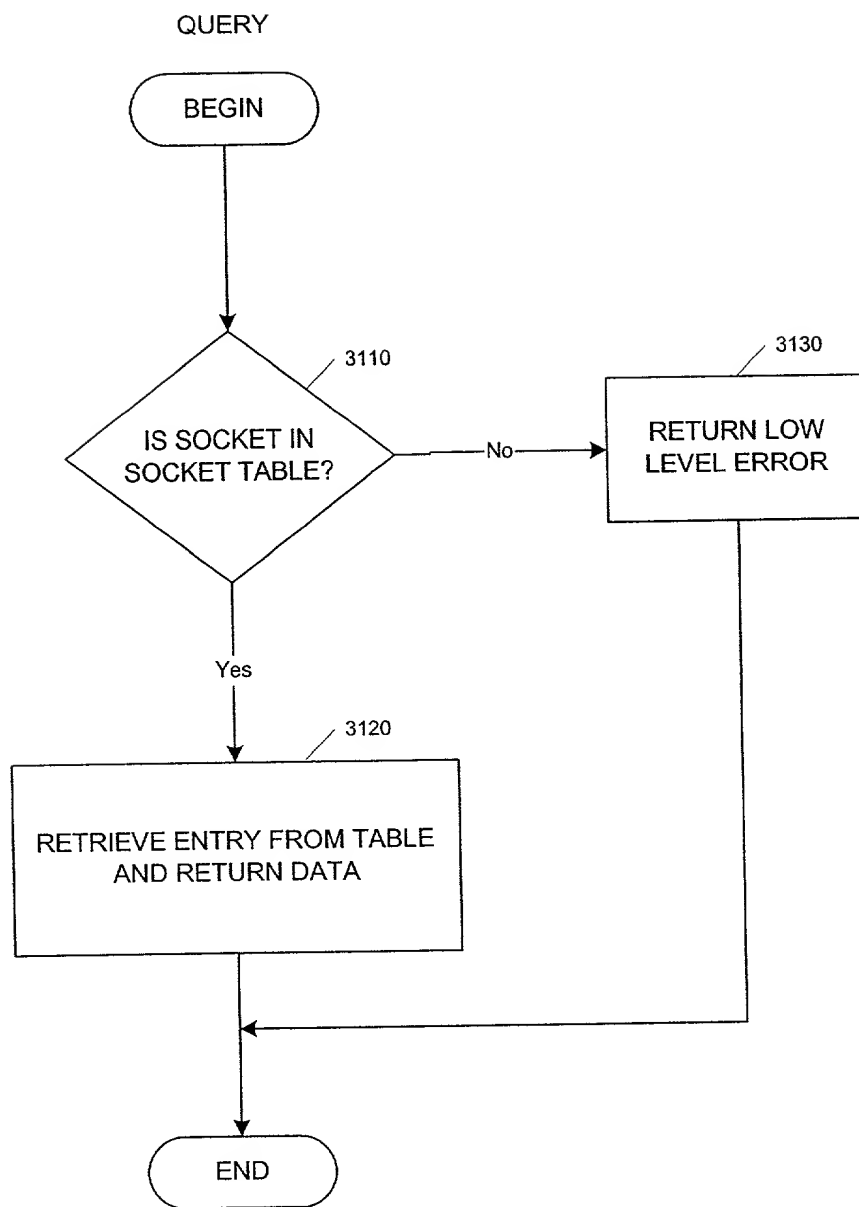 QUERY
BEGIN
3110
IS SOCKET IN
SOCKET TABLE?
No
3130
RETURN LOW
LEVEL ERROR
Yes
3120
RETRIEVE ENTRY FROM TABLE
AND RETURN DATA
END